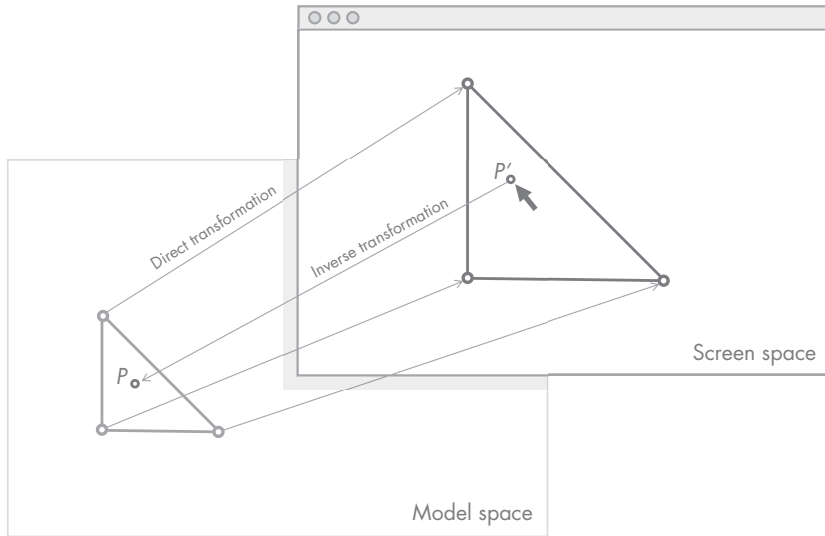 P′
Direct transformation
Inverse transformation
Screen space
P
Model space